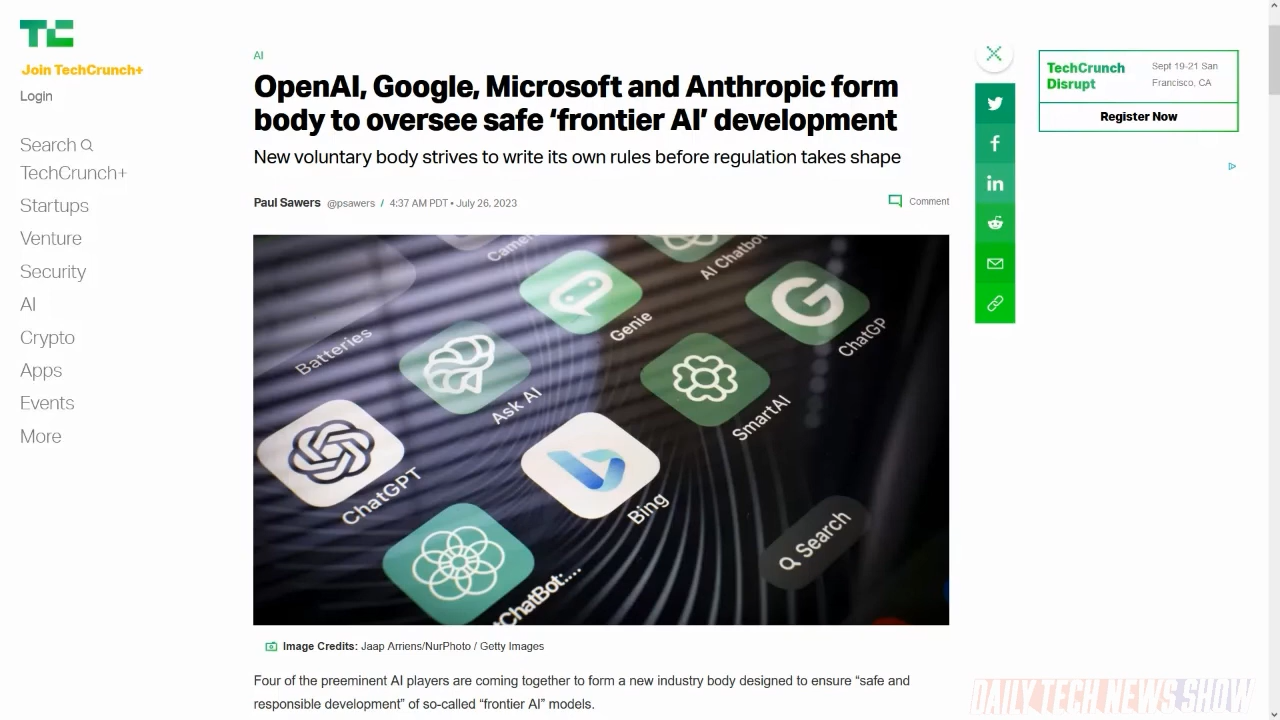 TC
Join TechCrunch+
Login
Search
TechCrunch+
Startups
Venture
Security
AI
Crypto
Apps
Events
More
AI
OpenAI, Google, Microsoft and Anthropic form
body to oversee safe ‘frontier AI’ development
New voluntary body strives to write its own rules before regulation takes shape
Paul Sawers @psawers / 4:37 AM PDT • July 26, 2023
Comment
Camer
AI Chatbot
Batteries
Genie
ChatGP
Ask AI
SmartAI
ChatGPT
Bing
Search
tChatBot:...
Image Credits: Jaap Arriens/NurPhoto / Getty Images
Four of the preeminent AI players are coming together to form a new industry body designed to ensure “safe and
responsible development” of so-called “frontier AI” models.
TechCrunch
Disrupt
Sept 19-21 San
Francisco, CA
Register Now
DAILY TECH NEWS SHOW